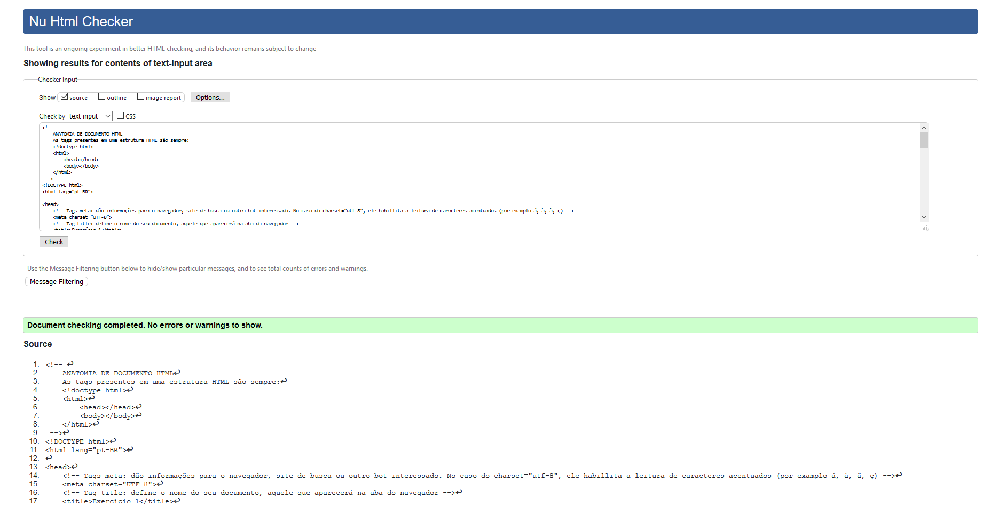 Nu Html Checker
This tool is an ongoing experiment in better HTML checking, and its behavior remains subject to change
Showing results for contents of text-input area
Checker Input
Show source outline image report Options...
Check by text input CSS
<!--
    ANATOMIA DE DOCUMENTO HTML
    As tags presentes em uma estrutura HTML são sempre:
    <!doctype html>
    <html>
        <head></head>
        <body></body>
    </html>
 -->
<!DOCTYPE html>
<html lang="pt-BR">
<head>
    <!-- Tags meta: dão informações para o navegador, site de busca ou outro bot interessado. No caso do charset="utf-8", ele habillita a leitura de caracteres acentuados (por exemplo á, à, ã, ç) -->
    <meta charset="UTF-8">
    <!-- Tag title: define o nome do seu documento, aquele que aparecerá na aba do navegador -->
    <title>Exercício 1</title>
Check
Use the Message Filtering button below to hide/show particular messages, and to see total counts of errors and warnings.
Message Filtering
Document checking completed. No errors or warnings to show.
Source
1. <!-- ↩
2.     ANATOMIA DE DOCUMENTO HTML↩
3.     As tags presentes em uma estrutura HTML são sempre:↩
4.     <!doctype html>↩
5.     <html>↩
6.         <head></head>↩
7.         <body></body>↩
8.     </html>↩
9.  -->↩
10. <!DOCTYPE html>↩
11. <html lang="pt-BR">↩
12. ↩
13. <head>↩
14.     <!-- Tags meta: dão informações para o navegador, site de busca ou outro bot interessado. No caso do charset="utf-8", ele habillita a leitura de caracteres acentuados (por exemplo á, à, ã, ç) -->↩
15.     <meta charset="UTF-8">↩
16.     <!-- Tag title: define o nome do seu documento, aquele que aparecerá na aba do navegador -->↩
17.     <title>Exercício 1</title>↩